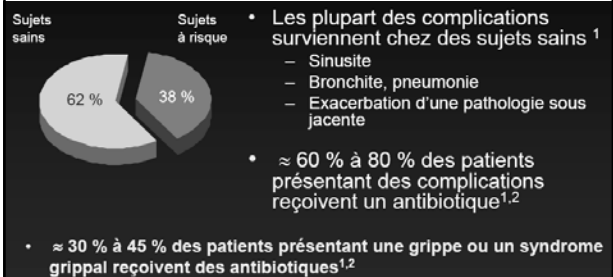 Sujets
sains
Sujets
à risque
62 %
38 %
• Les plupart des complications
surviennent chez des sujets sains 1
– Sinusite
– Bronchite, pneumonie
– Exacerbation d'une pathologie sous
jacente
• ≈ 60 % à 80 % des patients
présentant des complications
reçoivent un antibiotique1,2
• ≈ 30 % à 45 % des patients présentant une grippe ou un syndrome
grippal reçoivent des antibiotiques1,2